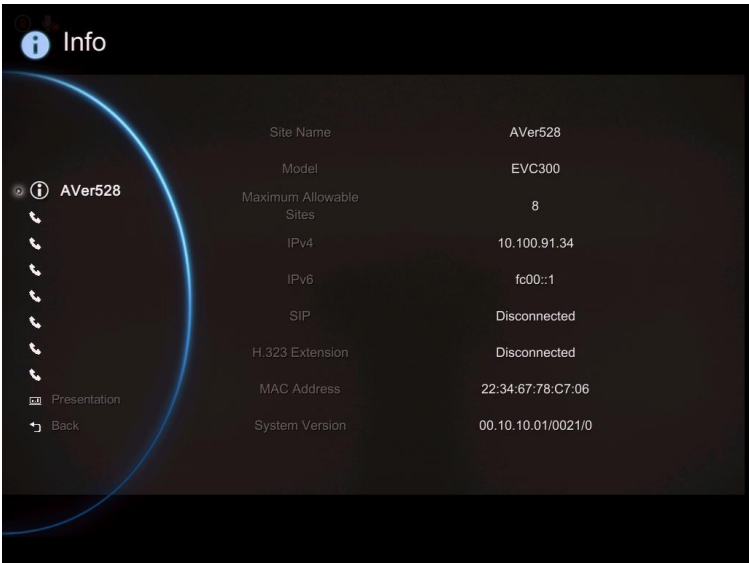 Info
AVer528
Presentation
Back
Site Name AVer528
Model EVC300
Maximum Allowable
Sites 8
IPv4 10.100.91.34
IPv6 fc00::1
SIP Disconnected
H.323 Extension Disconnected
MAC Address 22:34:67:78:C7:06
System Version 00.10.10.01/0021/0